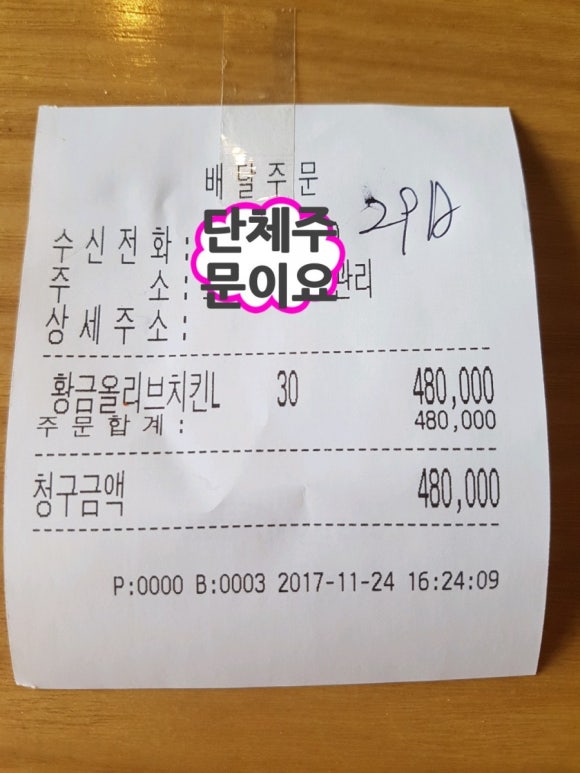 배달주문
수신전화:
단체주
문이요
주 소: 관리
상세주소:
황금올리브치킨L 30 480,000
주문합계: 480,000
청구금액 480,000
P:0000 B:0003 2017-11-24 16:24:09